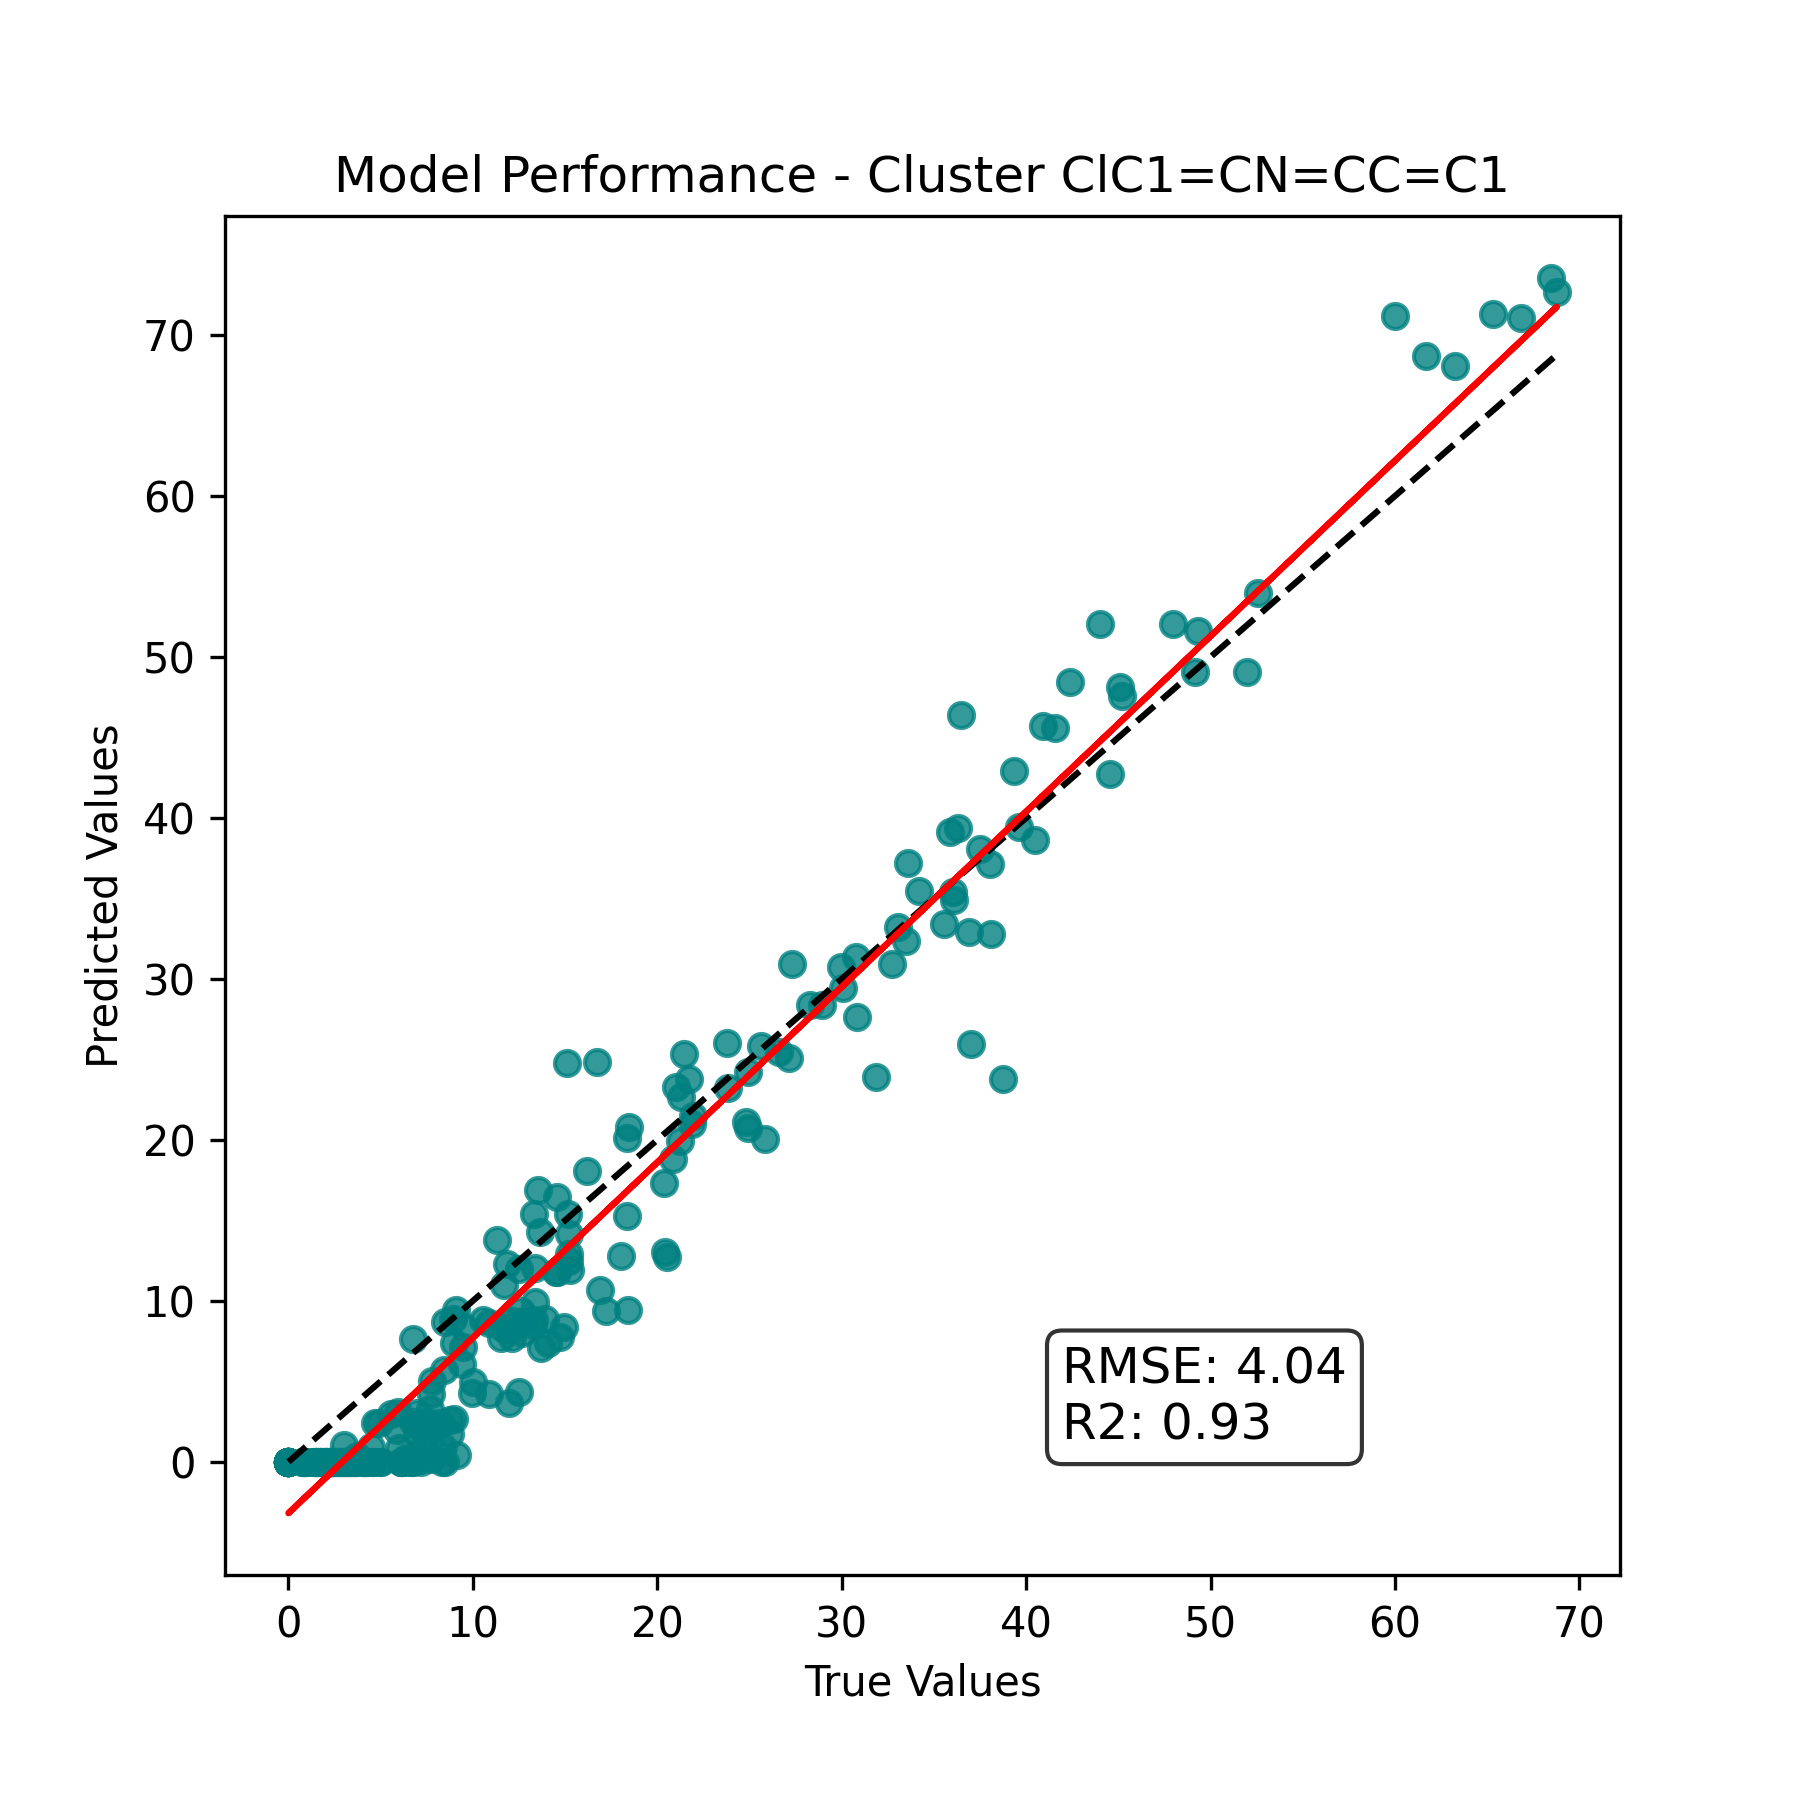 Model Performance - Cluster ClC1=CN=CC=C1
Predicted Values
70
60
50
40
30
20
10
0
RMSE: 4.04
R2: 0.93
0 10 20 30 40 50 60 70
True Values